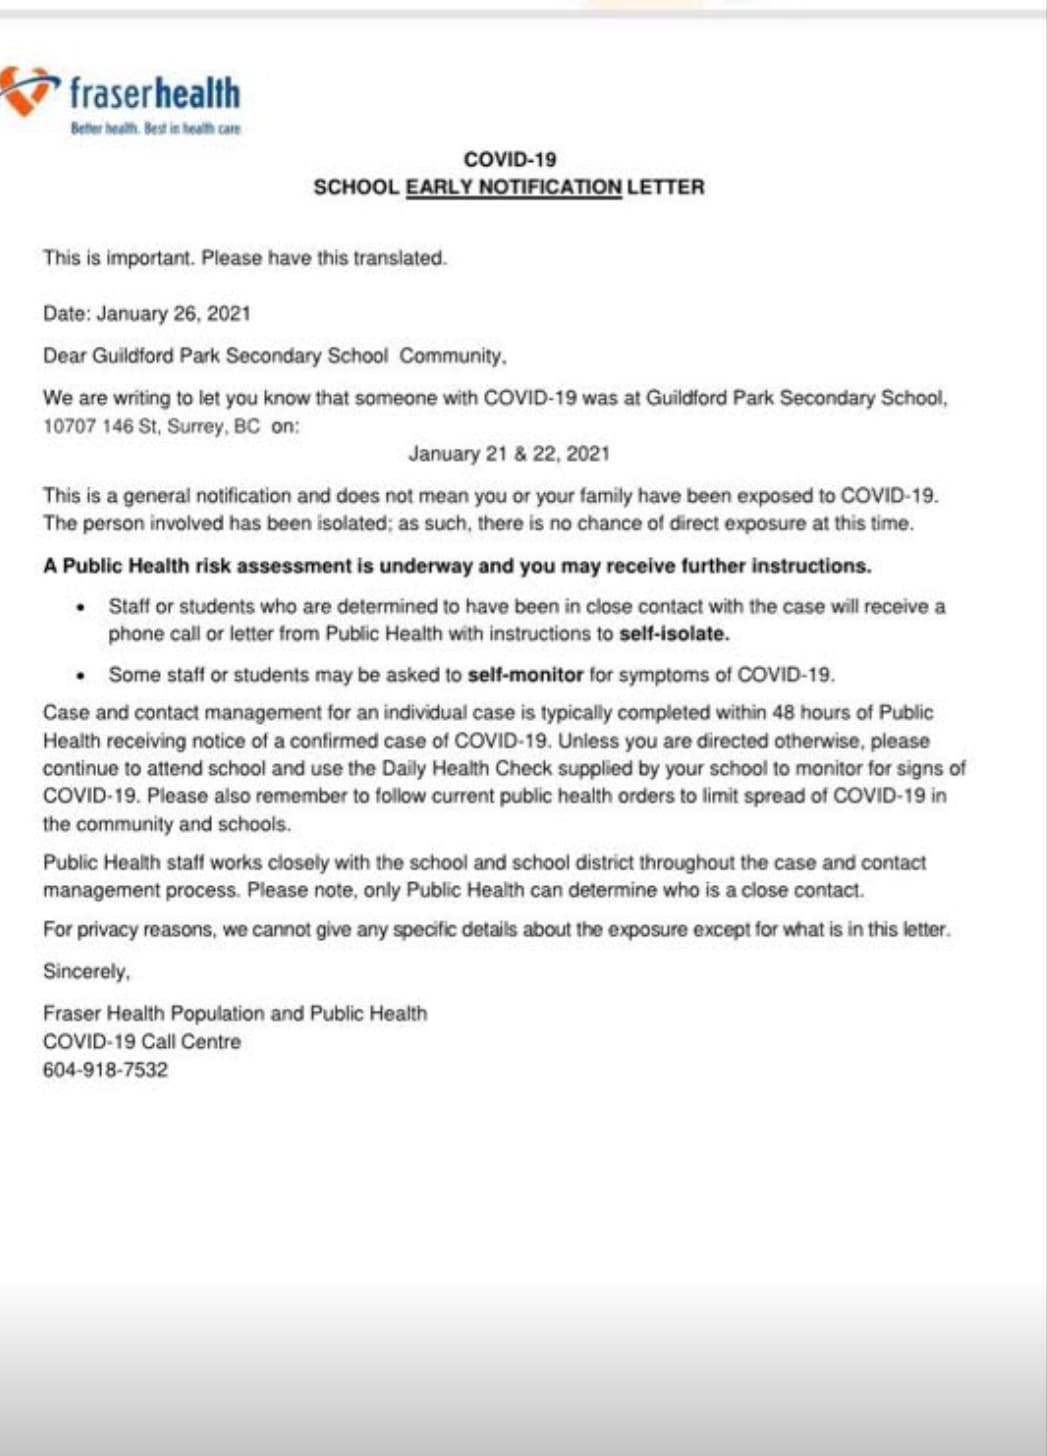 fraserhealth
Better health. Best in health care
COVID-19
SCHOOL EARLY NOTIFICATION LETTER
This is important. Please have this translated.
Date: January 26, 2021
Dear Guildford Park Secondary School  Community,
We are writing to let you know that someone with COVID-19 was at Guildford Park Secondary School,
10707 146 St, Surrey, BC  on:
January 21 & 22, 2021
This is a general notification and does not mean you or your family have been exposed to COVID-19.
The person involved has been isolated; as such, there is no chance of direct exposure at this time.
A Public Health risk assessment is underway and you may receive further instructions.
• Staff or students who are determined to have been in close contact with the case will receive a
phone call or letter from Public Health with instructions to self-isolate.
• Some staff or students may be asked to self-monitor for symptoms of COVID-19.
Case and contact management for an individual case is typically completed within 48 hours of Public
Health receiving notice of a confirmed case of COVID-19. Unless you are directed otherwise, please
continue to attend school and use the Daily Health Check supplied by your school to monitor for signs of
COVID-19. Please also remember to follow current public health orders to limit spread of COVID-19 in
the community and schools.
Public Health staff works closely with the school and school district throughout the case and contact
management process. Please note, only Public Health can determine who is a close contact.
For privacy reasons, we cannot give any specific details about the exposure except for what is in this letter.
Sincerely,
Fraser Health Population and Public Health
COVID-19 Call Centre
604-918-7532